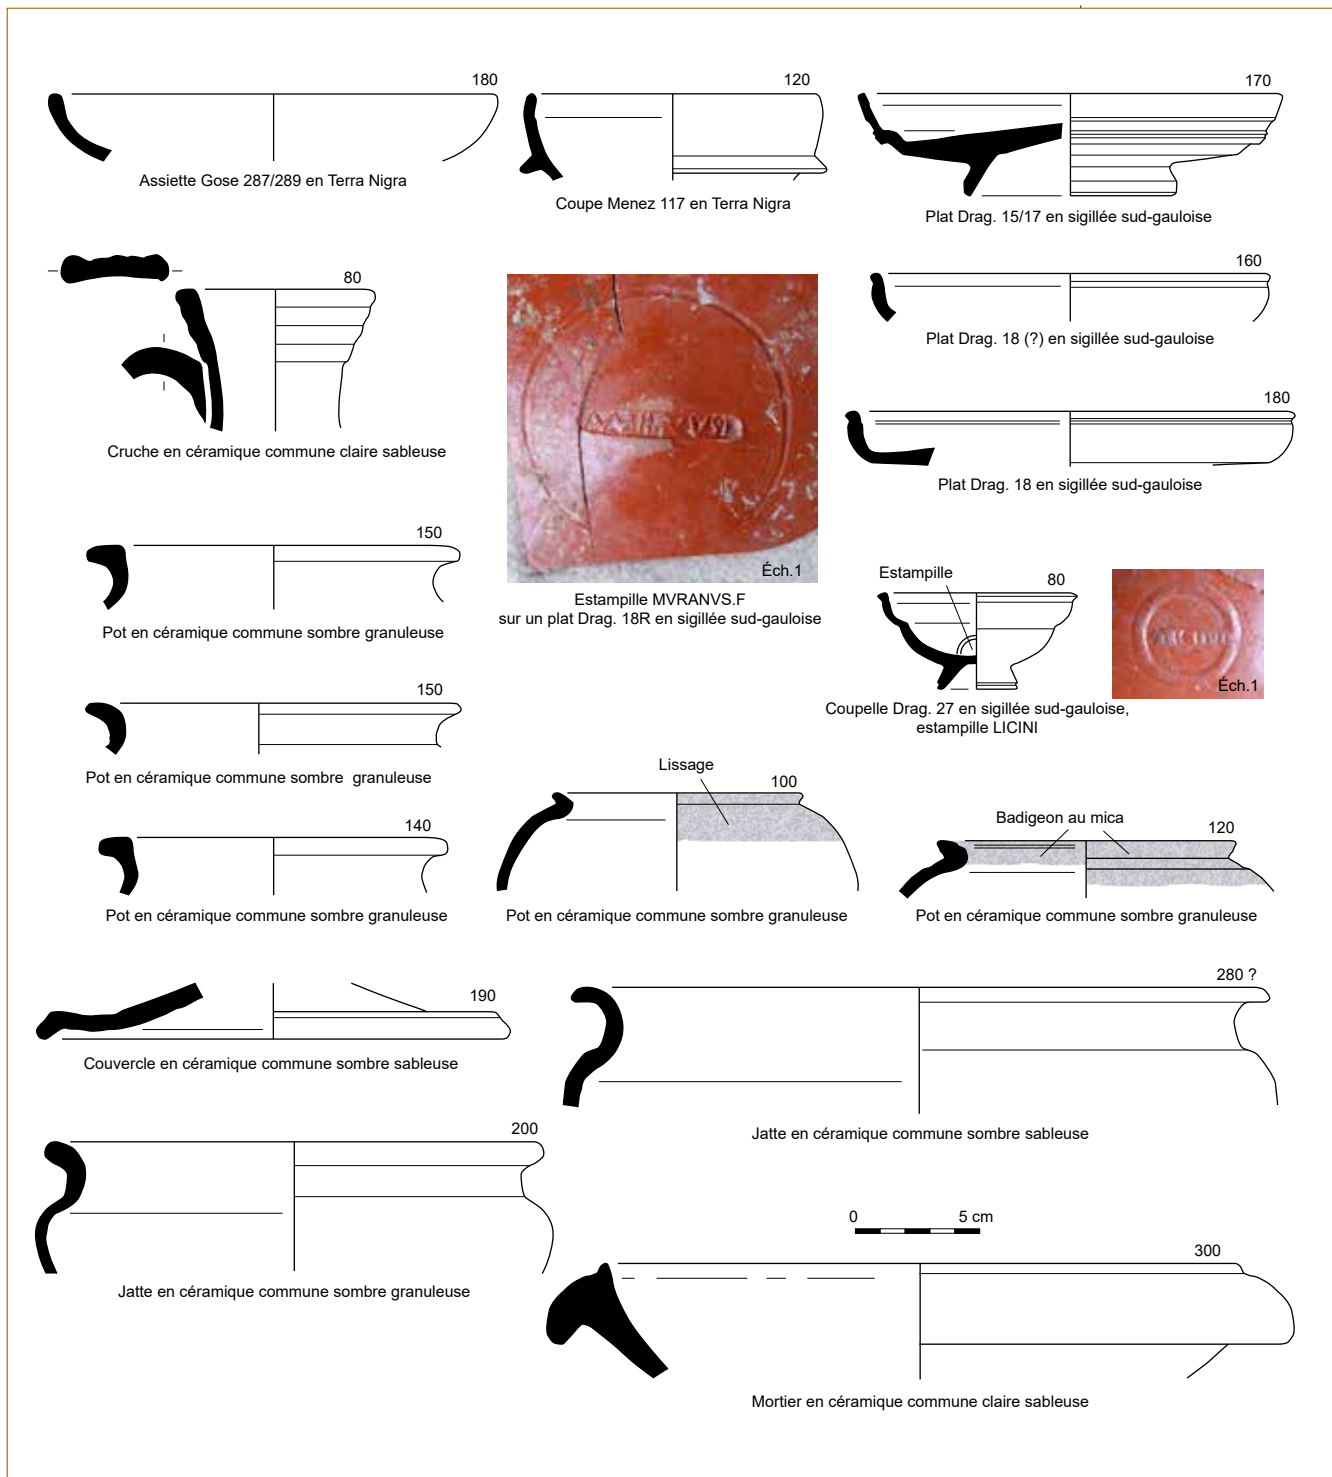 180
Assiette Gose 287/289 en Terra Nigra
120
Coupe Menez 117 en Terra Nigra
170
Plat Drag. 15/17 en sigillée sud-gauloise
80
Cruche en céramique commune claire sableuse
160
Plat Drag. 18 (?) en sigillée sud-gauloise
180
Plat Drag. 18 en sigillée sud-gauloise
Éch.1
Estampille MVRANVS.F
sur un plat Drag. 18R en sigillée sud-gauloise
150
Pot en céramique commune sombre granuleuse
Estampille
80
Éch.1
Coupelle Drag. 27 en sigillée sud-gauloise,
estampille LICINI
150
Pot en céramique commune sombre granuleuse
140
Pot en céramique commune sombre granuleuse
Lissage
100
Pot en céramique commune sombre granuleuse
Badigeon au mica
120
Pot en céramique commune sombre granuleuse
190
Couvercle en céramique commune sombre sableuse
280 ?
Jatte en céramique commune sombre sableuse
200
Jatte en céramique commune sombre granuleuse
0 5 cm
300
Mortier en céramique commune claire sableuse